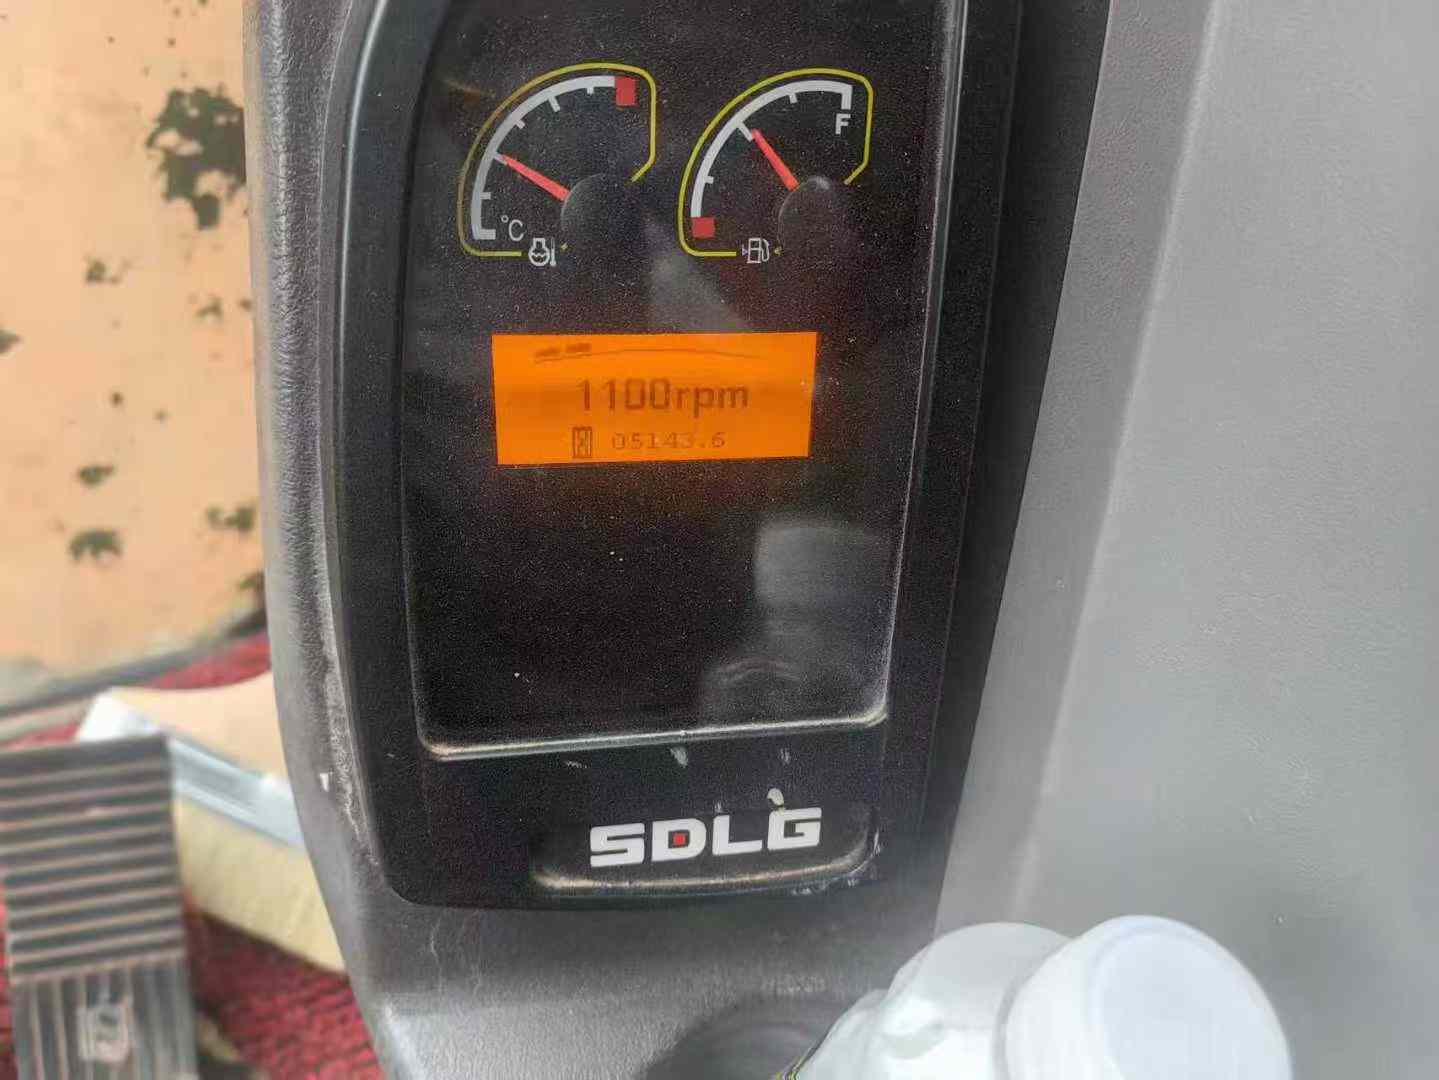 °C
F
1100rpm
05143.6
SDLG